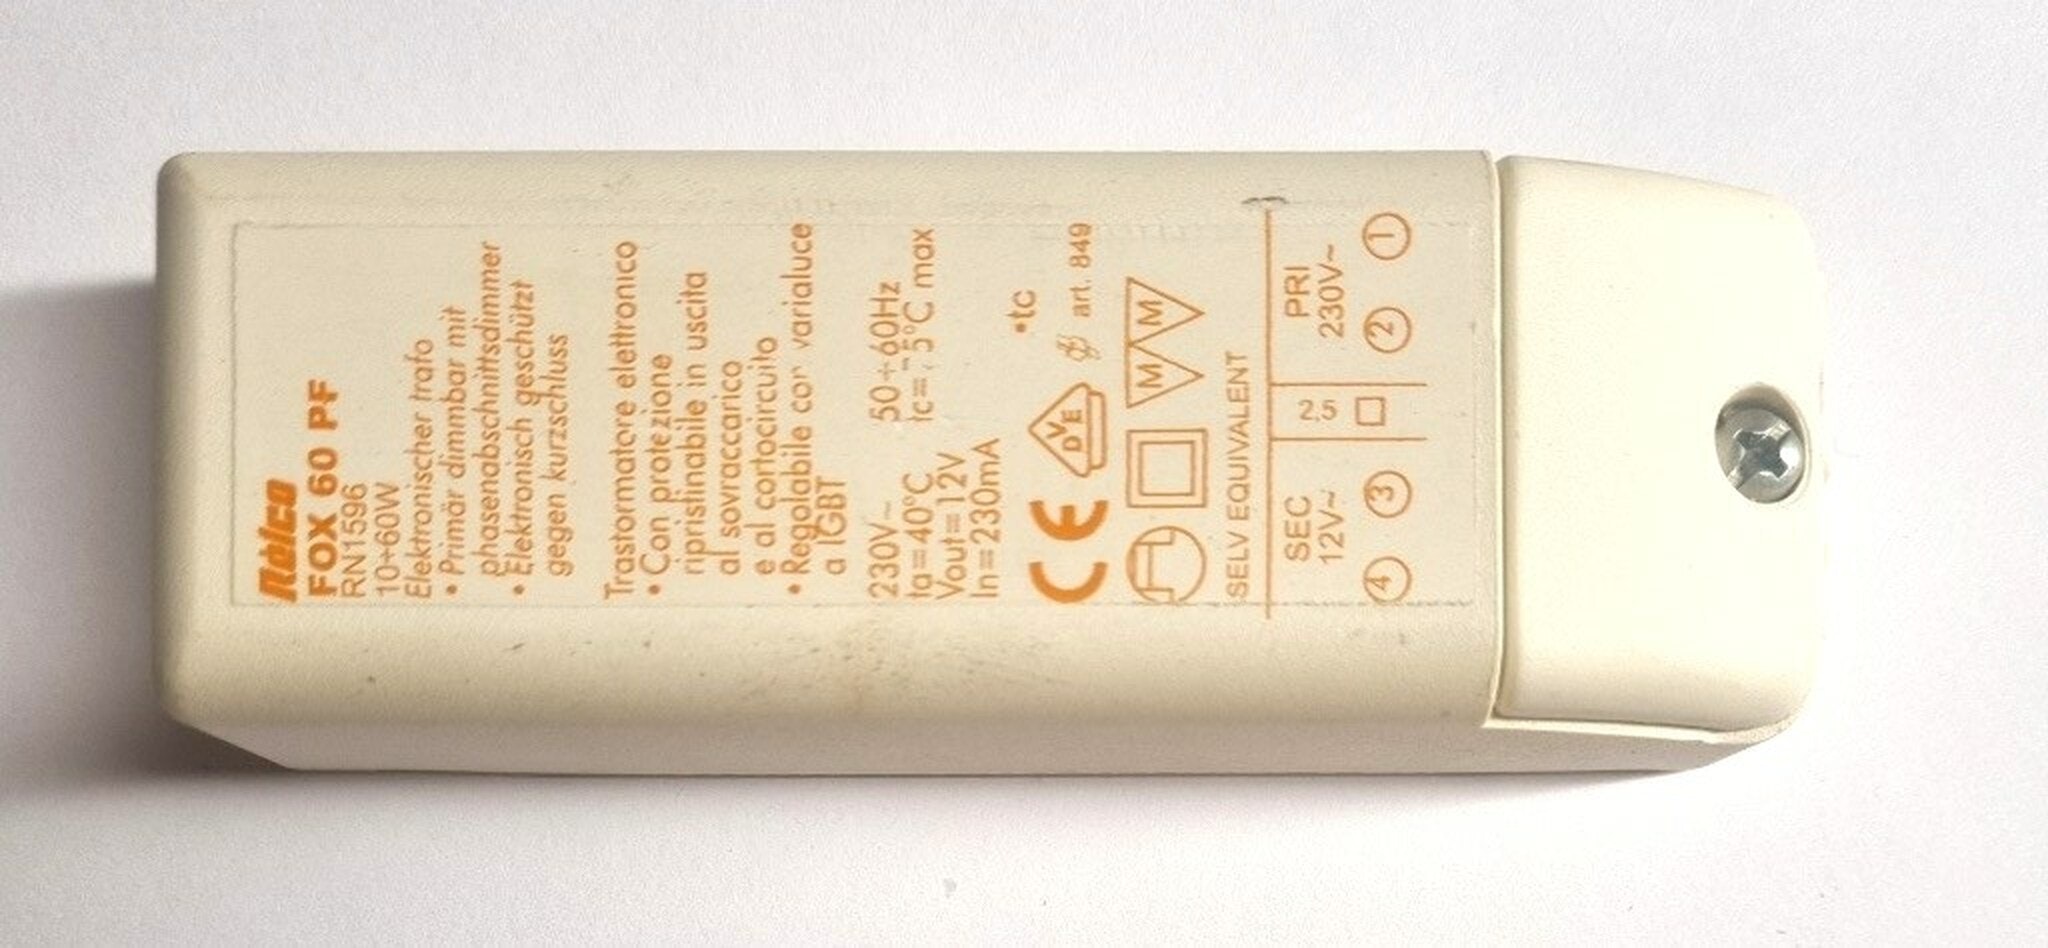 Relco
FOX 60 PF
RN1596
10÷60W
Elektronischer trafo
• Primär dimmbar mit
phasenabschnittsdimmer
• Elektronisch geschützt
gegen kurzschluss
Trastormatore elettronico
• Con protezione
ripristinabile in uscita
al sovraccarico
e al cortocircuito
• Regolabile con varialuce
a IGBT
230V~ 50÷60Hz
ta=40°C tc= 5°C max
Vout=12V
In=230mA
•tc
CE DVE art. 849
M M
SELV EQUIVALENT
SEC 2,5 PRI
12V~ 230V~
4 3 2 1